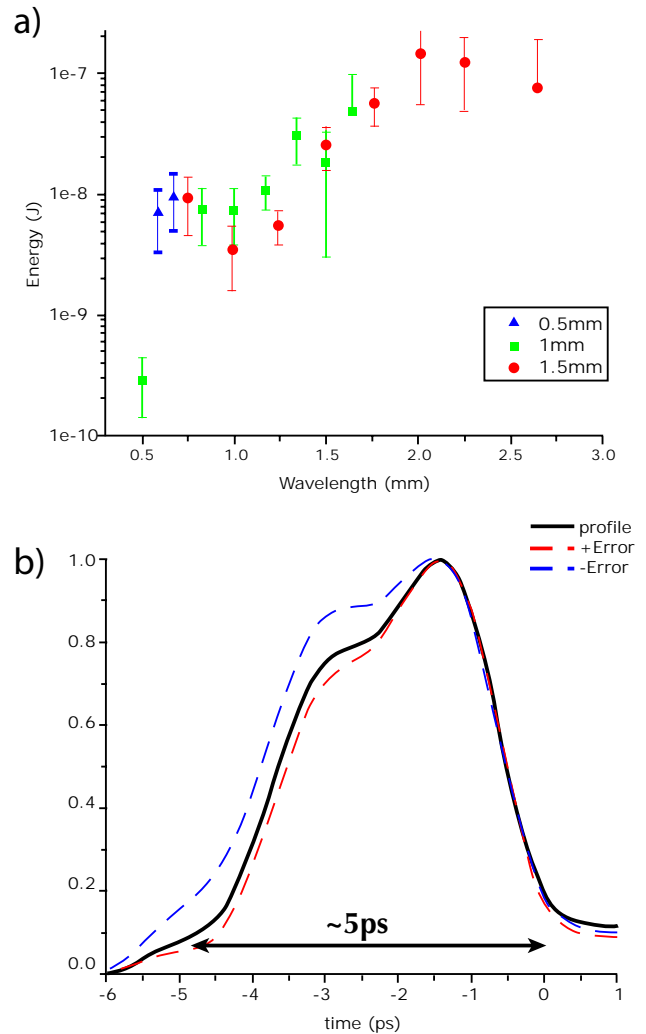 a)
1e-7
1e-8
1e-9
1e-10
Energy (J)
0.5mm
1mm
1.5mm
0.5 1.0 1.5 2.0 2.5 3.0
Wavelength (mm)
b)
profile
+Error
-Error
1.0
0.8
0.6
0.4
0.2
0.0
~5ps
-6 -5 -4 -3 -2 -1 0 1
time (ps)